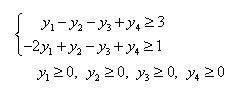 y₁ - y₂ - y₃ + y₄ ≥ 3
-2y₁ + y₂ - y₃ + y₄ ≥ 1
y₁ ≥ 0, y₂ ≥ 0, y₃ ≥ 0, y₄ ≥ 0